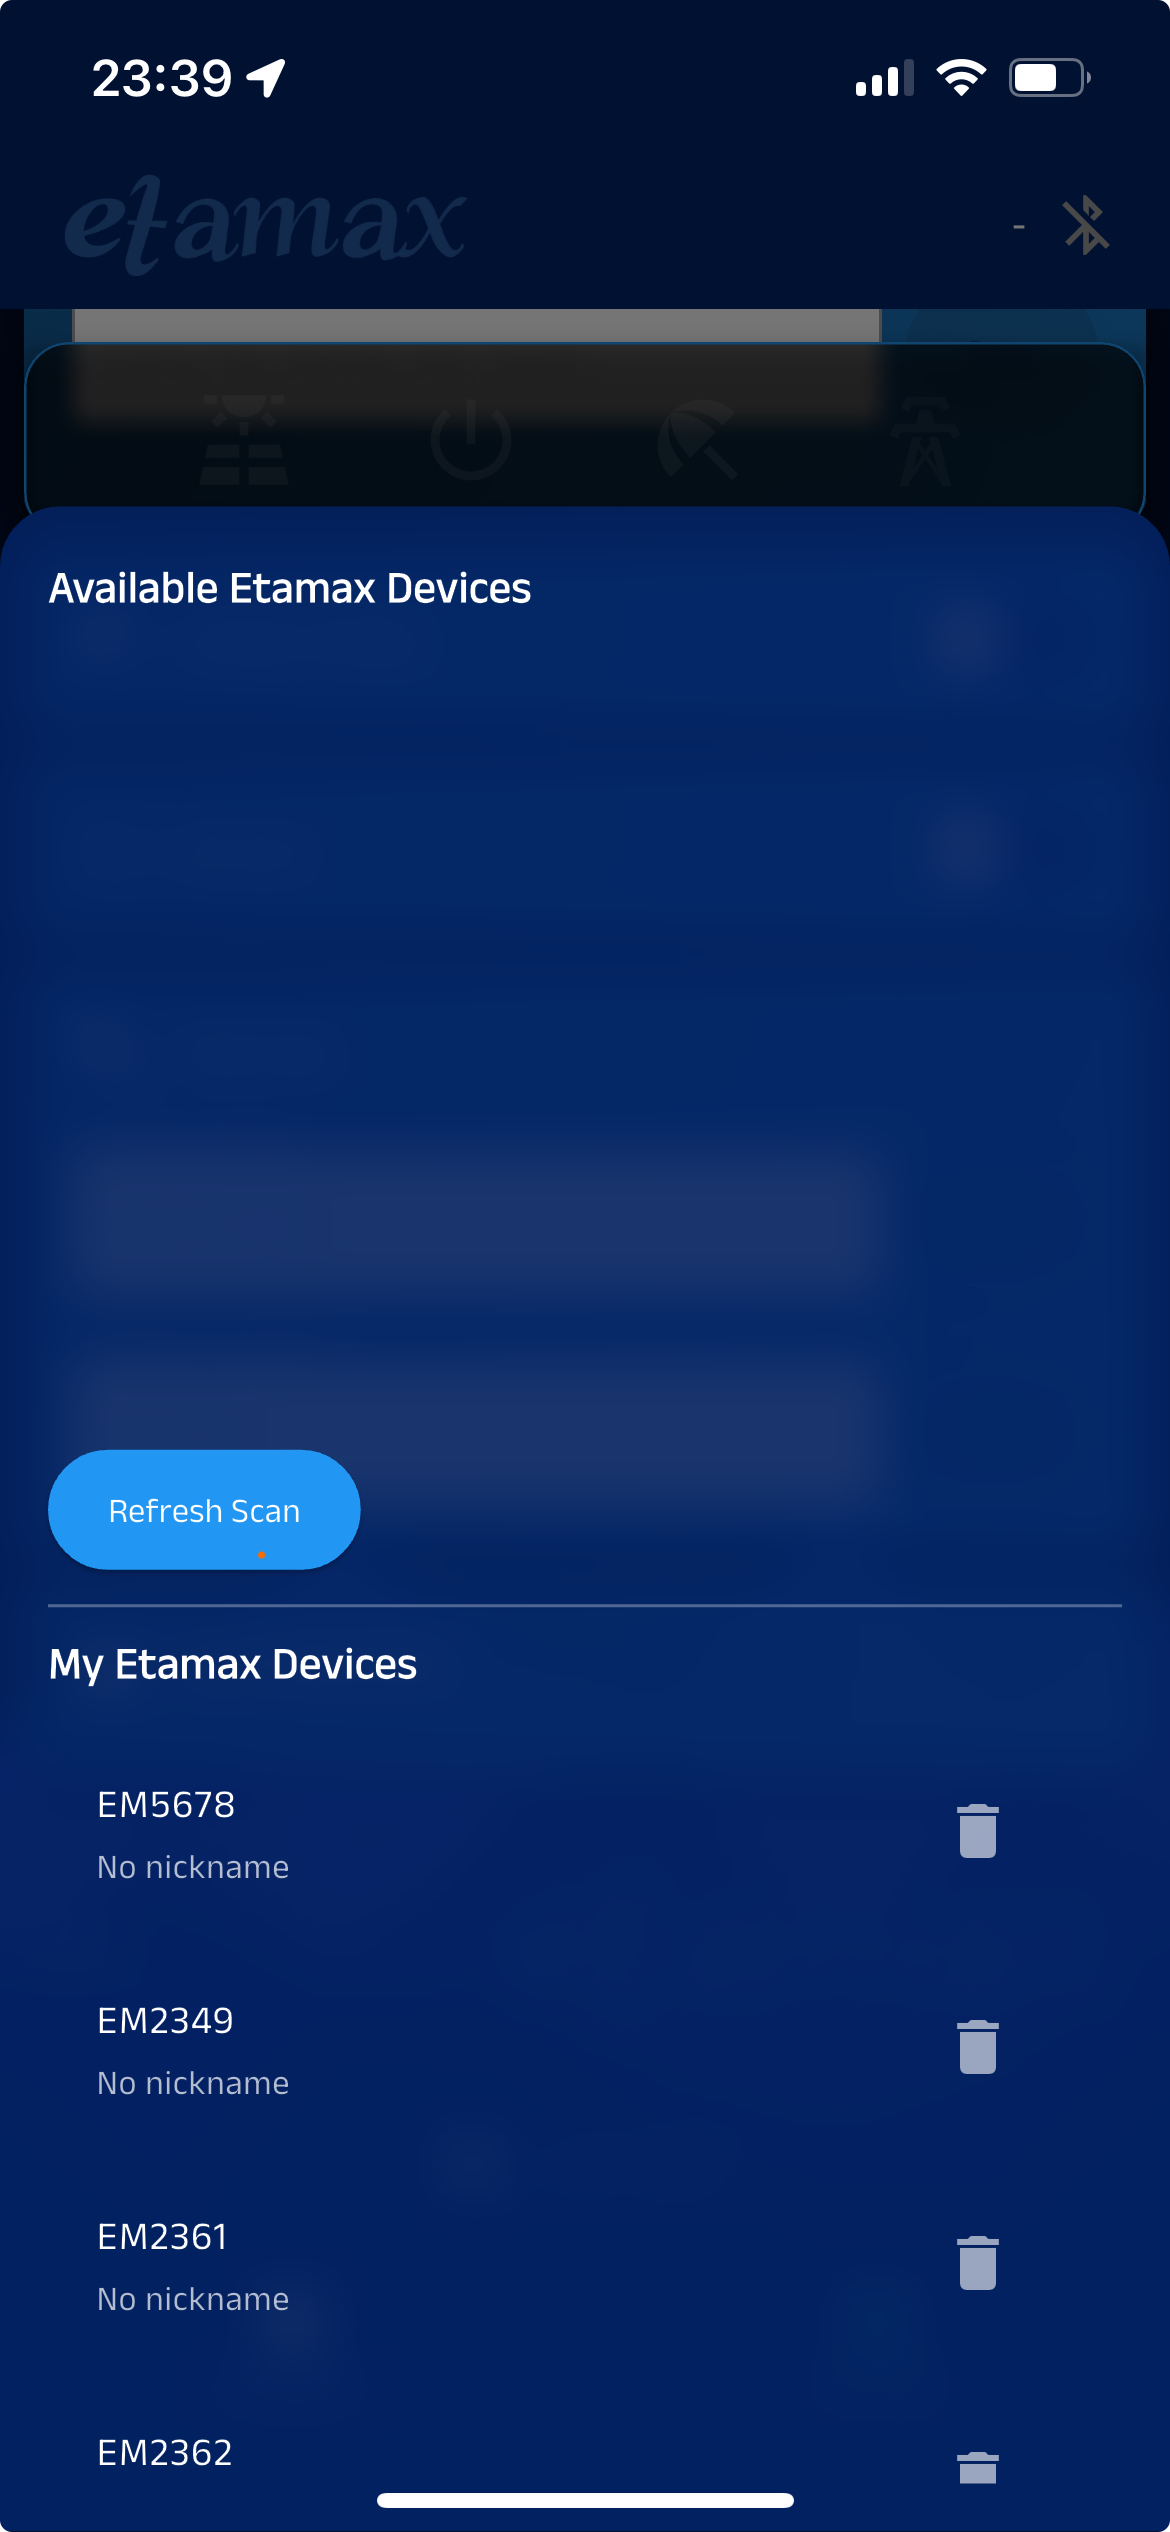 23:39
etamax
-
Available Etamax Devices
Refresh Scan
My Etamax Devices
EM5678
No nickname
EM2349
No nickname
EM2361
No nickname
EM2362